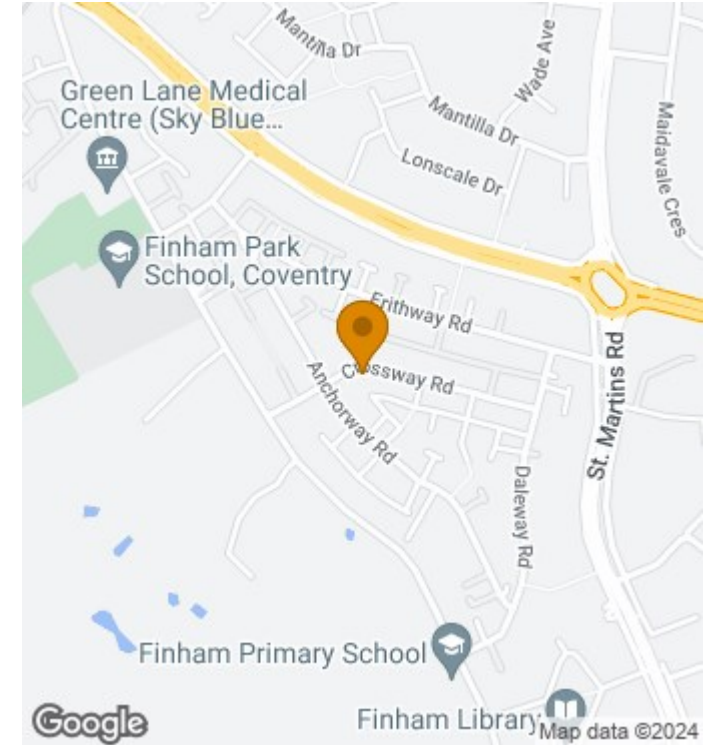 Mantilla Dr
Wade Ave
Green Lane Medical
Centre (Sky Blue...
Mantilla Dr
Maidavale Cres
Lonscale Dr
Finham Park
School, Coventry
Frithway Rd
Crossway Rd
Anchorway Rd
St. Martins Rd
Daleway Rd
Finham Primary School
Finham Library
Google
Map data ©2024